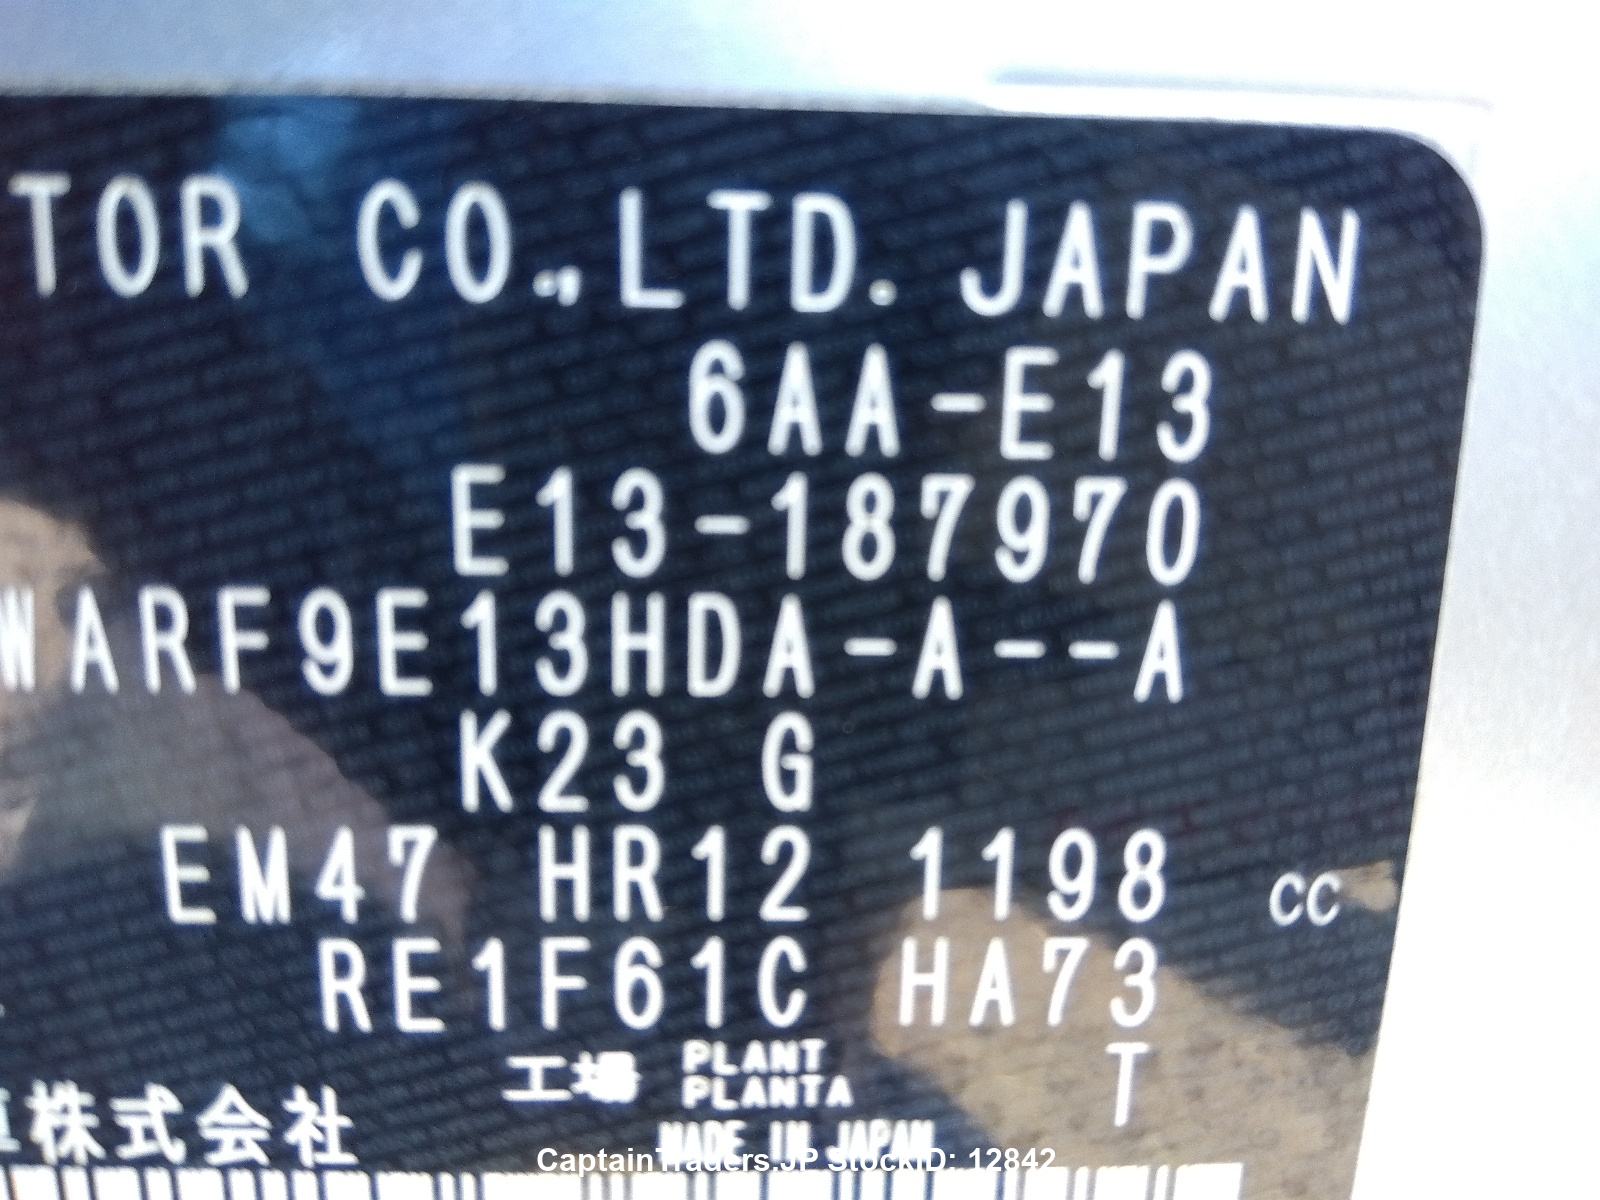 TOR CO., LTD. JAPAN
6AA-E13
E13-187970
WARF9E13HDA-A--A
K23 G
EM47 HR12 1198 cc
RE1F61C HA73
工場 PLANT
PLANTA
T
車株式会社
MADE IN JAPAN
CaptainTraders.JP StockID: 12842